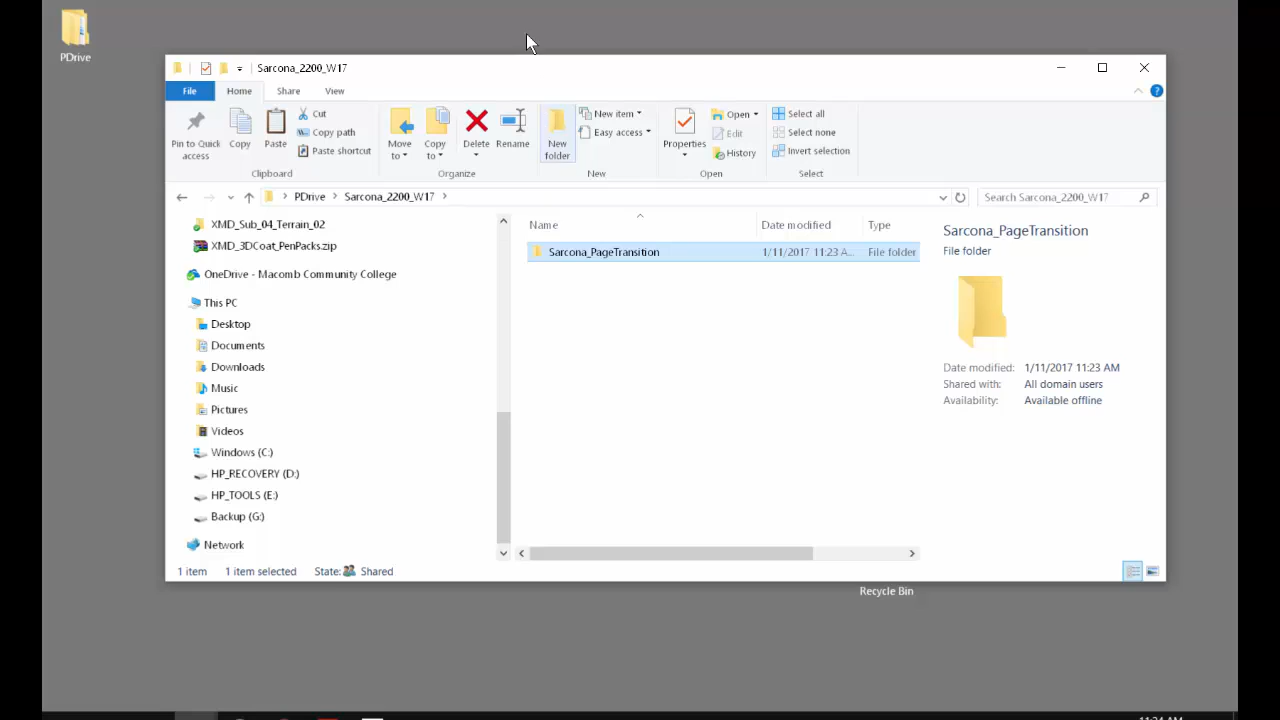 PDrive
Sarcona_2200_W17
File Home Share View
Pin to Quick access
Copy
Paste
Cut
Copy path
Paste shortcut
Clipboard
Move to
Copy to
Delete
Rename
Organize
New folder
New item
Easy access
New
Properties
Open
Edit
History
Open
Select all
Select none
Invert selection
Select
PDrive Sarcona_2200_W17
Search Sarcona_2200_W17
XMD_Sub_04_Terrain_02
XMD_3DCoat_PenPacks.zip
OneDrive - Macomb Community College
This PC
Desktop
Documents
Downloads
Music
Pictures
Videos
Windows (C:)
HP_RECOVERY (D:)
HP_TOOLS (E:)
Backup (G:)
Network
Name Date modified Type
Sarcona_PageTransition 1/11/2017 11:23 A... File folder
Sarcona_PageTransition
File folder
Date modified: 1/11/2017 11:23 AM
Shared with: All domain users
Availability: Available offline
1 item 1 item selected State: Shared
Recycle Bin